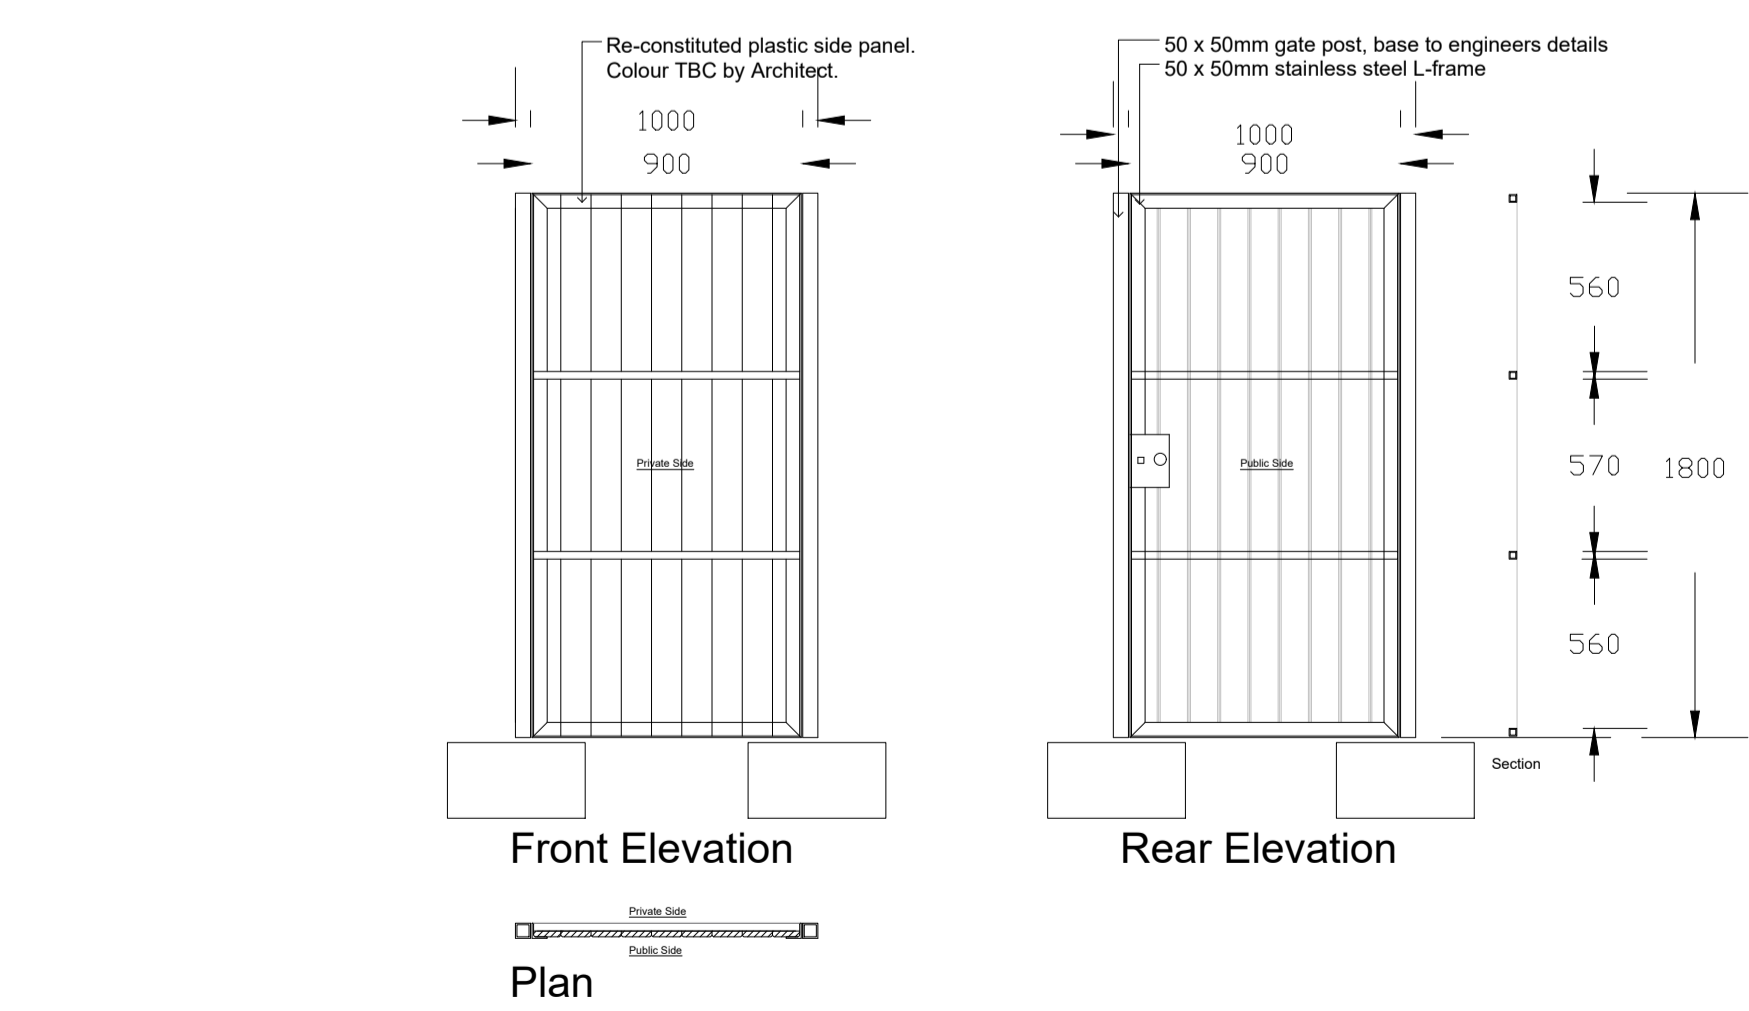 Re-constituted plastic side panel.
Colour TBC by Architect.
1000
900
Private Side
Front Elevation
50 x 50mm gate post, base to engineers details
50 x 50mm stainless steel L-frame
1000
900
Public Side
Rear Elevation
560
570
1800
560
Section
Private Side
Public Side
Plan